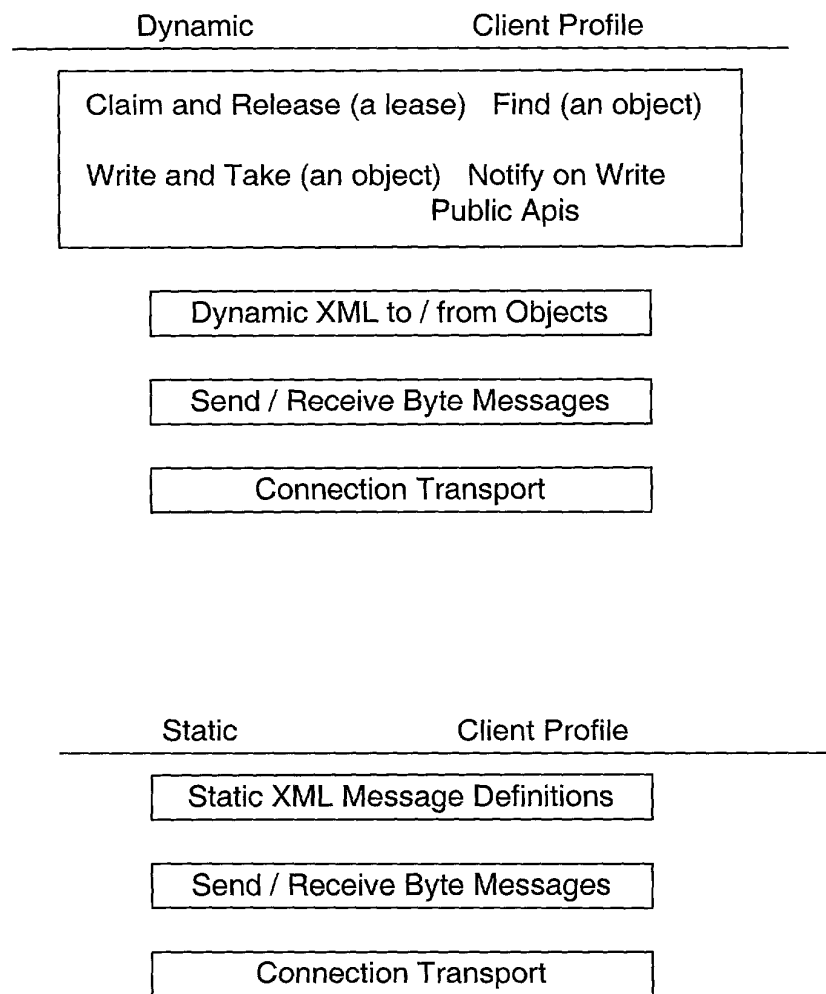 Dynamic Client Profile
Claim and Release (a lease) Find (an object)
Write and Take (an object) Notify on Write
Public Apis
Dynamic XML to / from Objects
Send / Receive Byte Messages
Connection Transport
Static Client Profile
Static XML Message Definitions
Send / Receive Byte Messages
Connection Transport